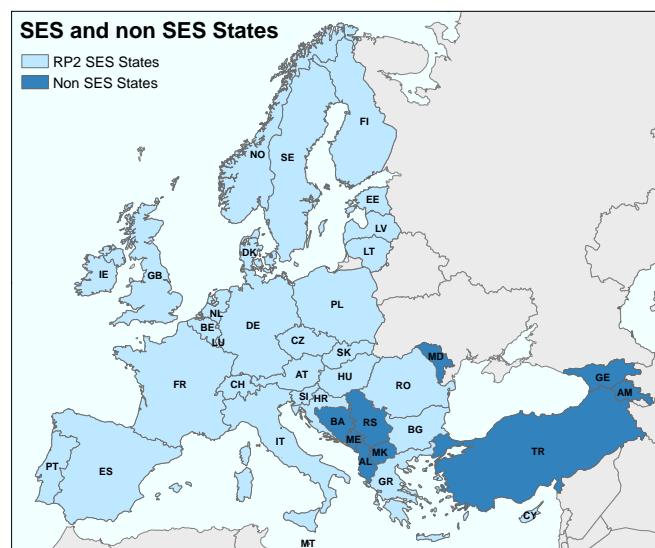 SES and non SES States
RP2 SES States
Non SES States
FI
NO
SE
EE
LV
DK
LT
IE
GB
NL
PL
BE
DE
LU
CZ
SK
MD
FR
CH
AT
HU
RO
GE
SI
HR
AM
BA
RS
IT
ME
BG
MK
TR
PT
ES
AL
GR
CY
MT